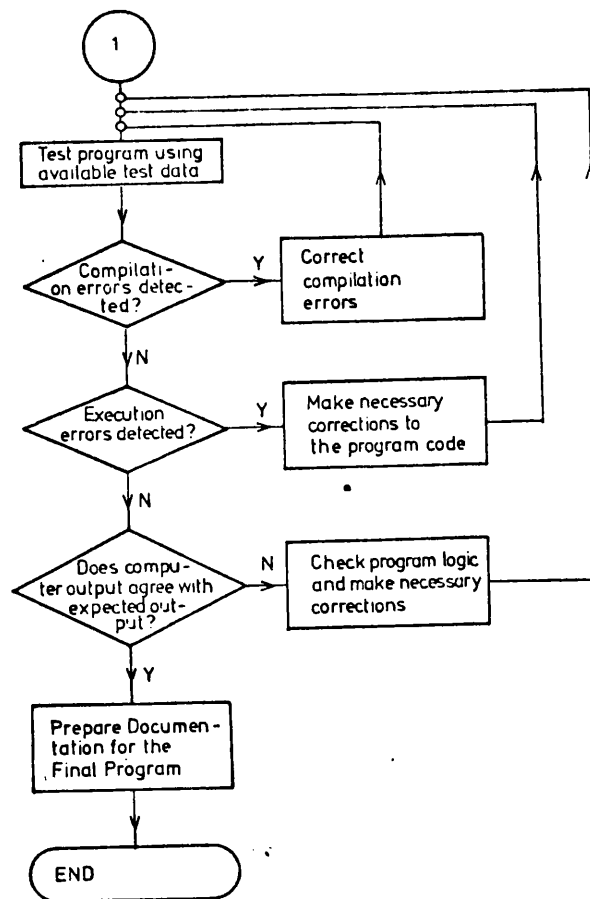 1
Test program using
available test data
Compilati-
on errors detec-
ted?
Y
Correct
compilation
errors
N
Execution
errors detected?
Y
Make necessary
corrections to
the program code
N
Does compu-
ter output agree with
expected out-
put?
N
Check program logic
and make necessary
corrections
Y
Prepare Documen-
tation for the
Final Program
END